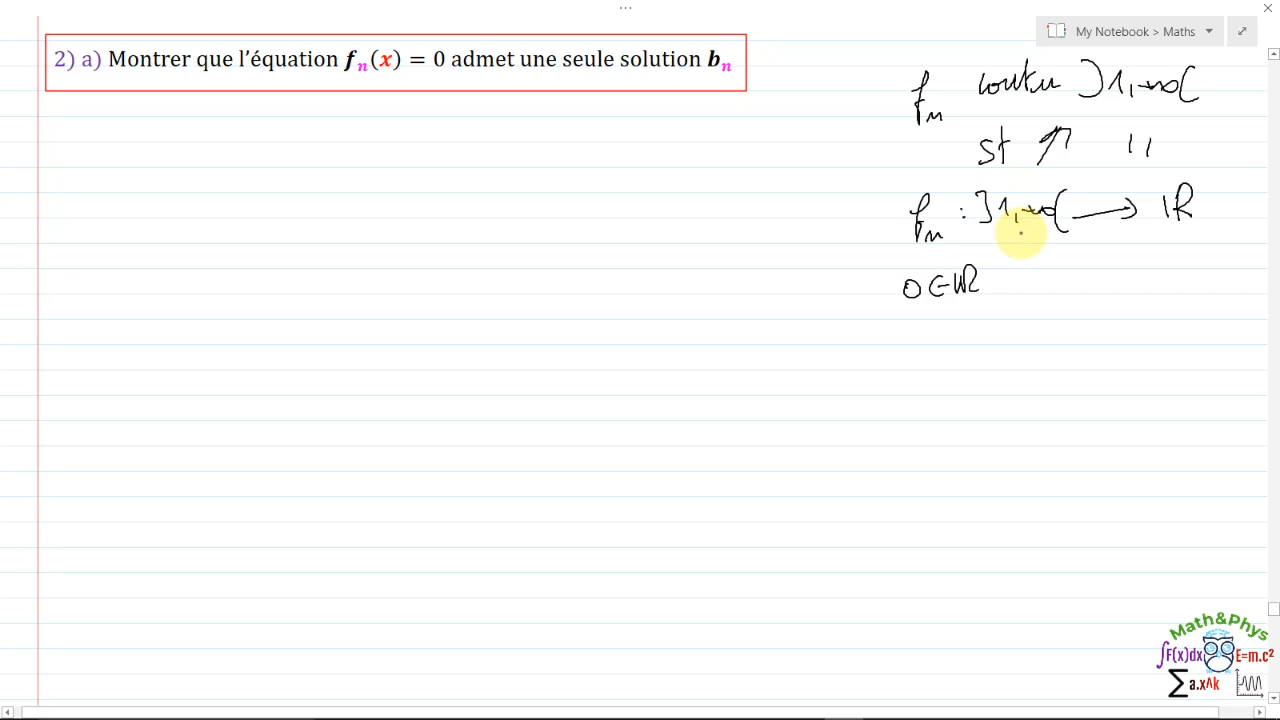 My Notebook > Maths
2) a) Montrer que l’équation fₙ(x) = 0 admet une seule solution bₙ
fₙ continue ]1,+∞[
st ↗ ''
fₙ : ]1,+∞[ → ℝ
0 ∈ ℝ
Math&Phys
∫F(x)dx E=m.c²
∑ a.x^k